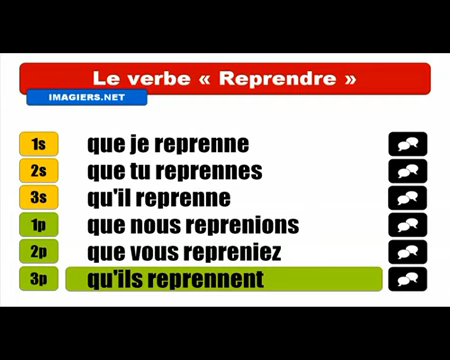 Le verbe « Reprendre »
IMAGIERS.NET
1s que je reprenne
2s que tu reprennes
3s qu'il reprenne
1p que nous reprenions
2p que vous repreniez
3p qu'ils reprennent